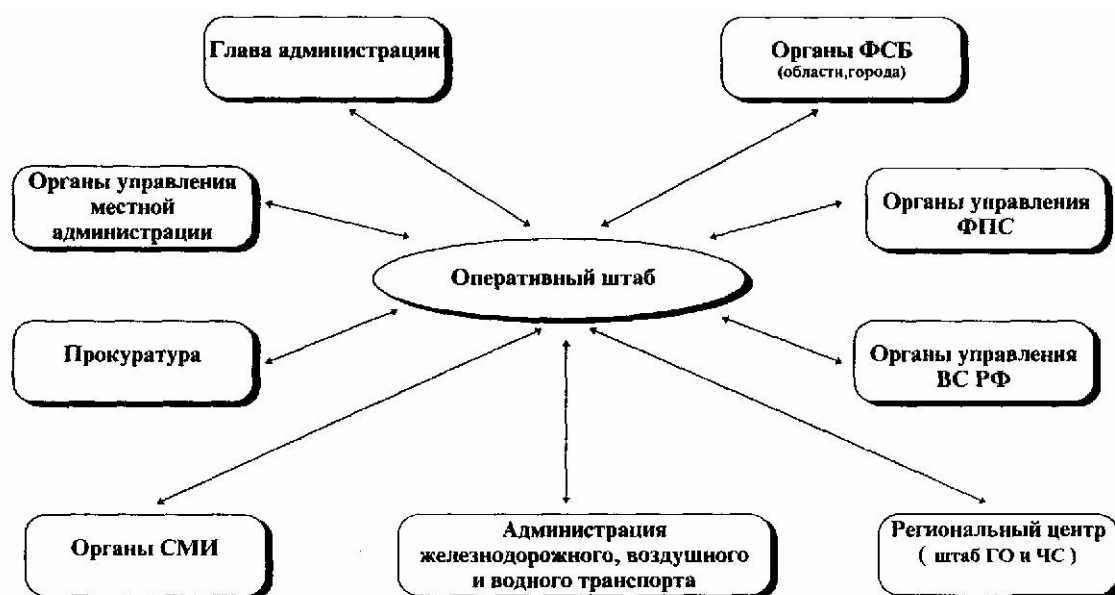 Глава администрации
Органы ФСБ
(области,города)
Органы управления
местной
администрации
Органы управления
ФПС
Оперативный штаб
Прокуратура
Органы управления
ВС РФ
Органы СМИ
Администрация
железнодорожного, воздушного
и водного транспорта
Региональный центр
( штаб ГО и ЧС )